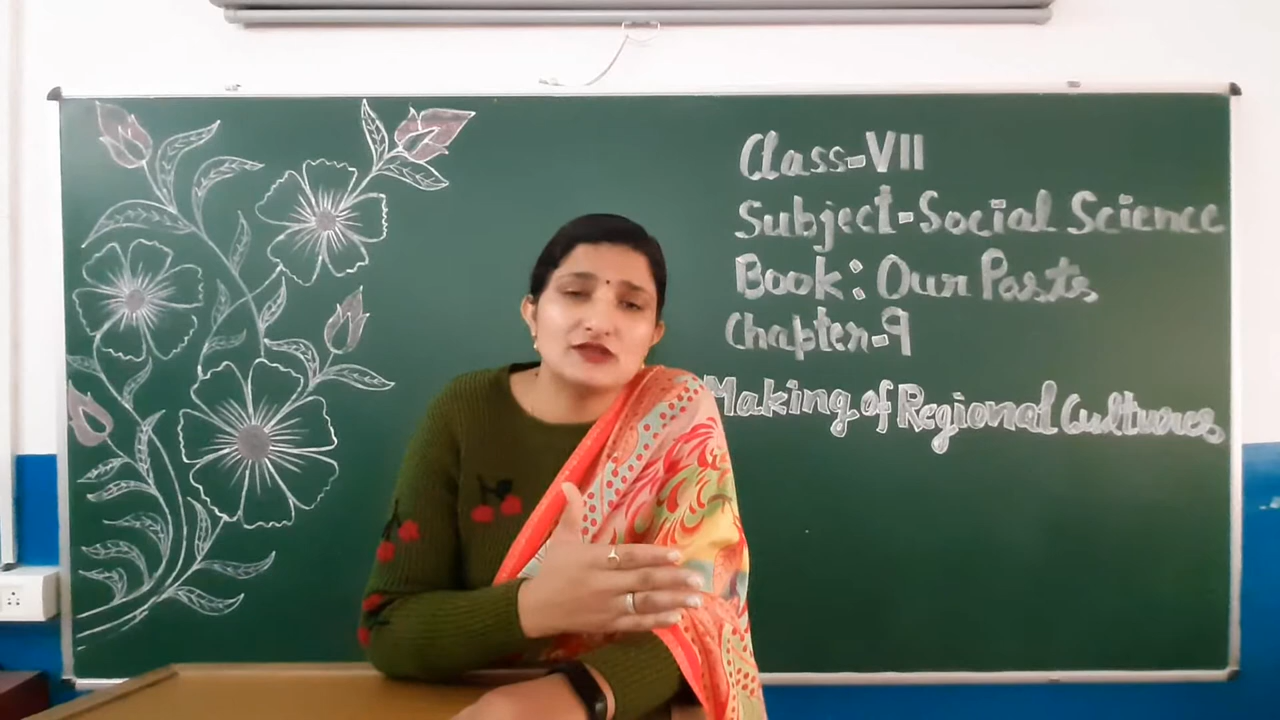 Class-VII
Subject-Social Science
Book: Our Pasts
Chapter-9
Making of Regional Cultures